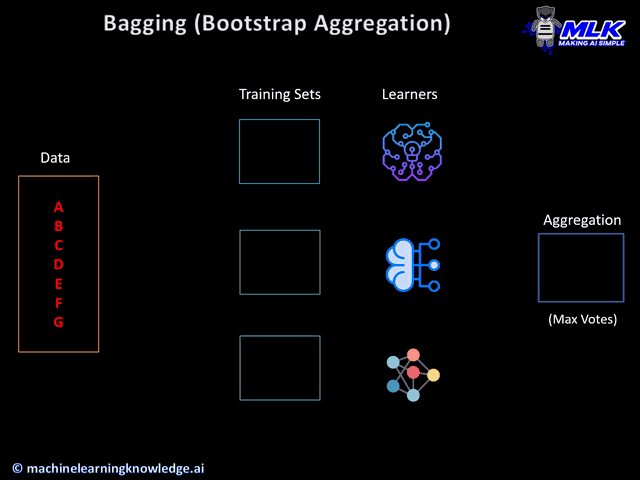 Bagging (Bootstrap Aggregation)
MLK
MAKING AI SIMPLE
Training Sets
Learners
Data
A
B
C
D
E
F
G
Aggregation
(Max Votes)
© machinelearningknowledge.ai